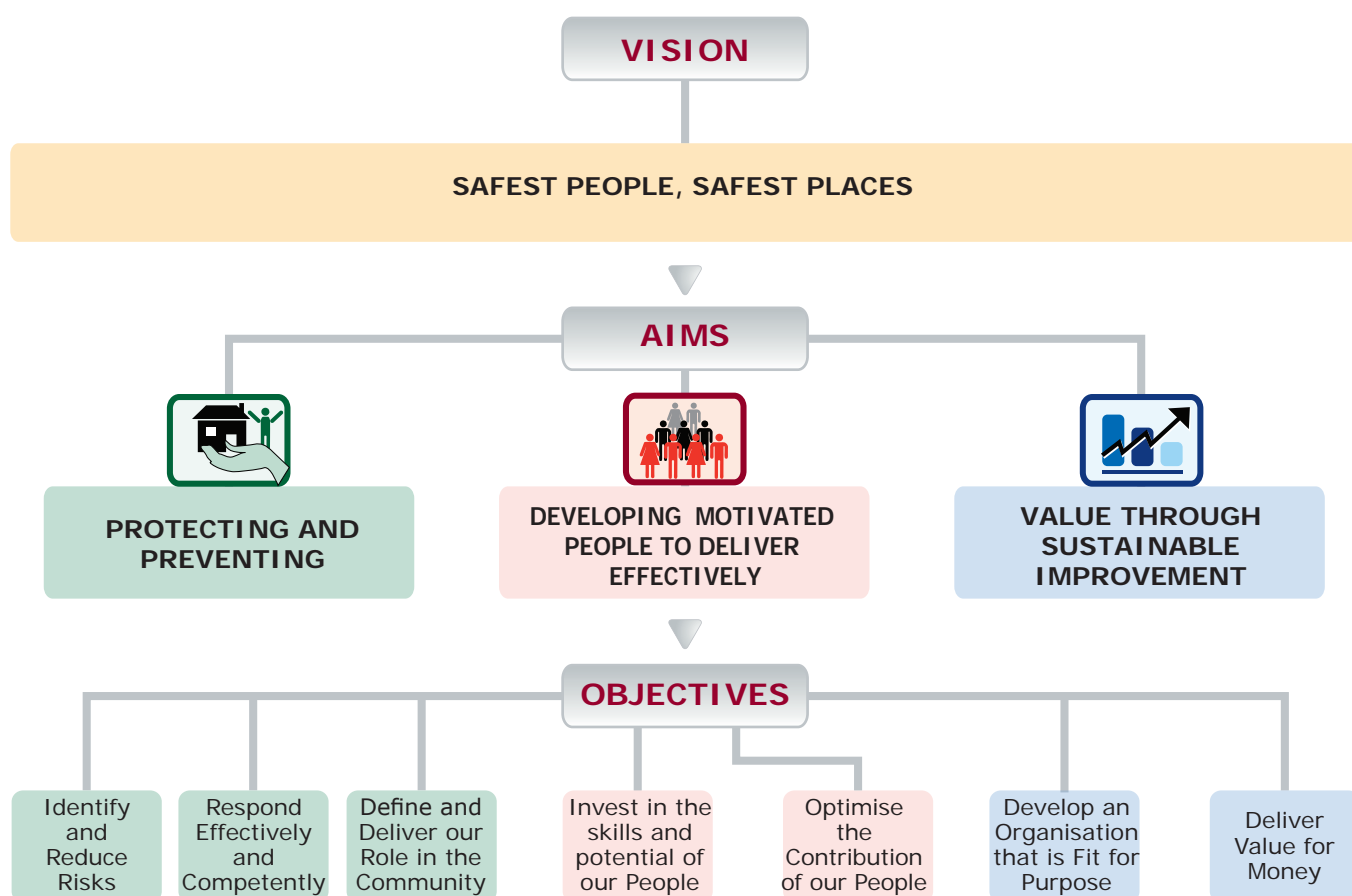 VISION
SAFEST PEOPLE, SAFEST PLACES
AIMS
PROTECTING AND
PREVENTING
DEVELOPING MOTIVATED
PEOPLE TO DELIVER
EFFECTIVELY
VALUE THROUGH
SUSTAINABLE
IMPROVEMENT
OBJECTIVES
Identify
and
Reduce
Risks
Respond
Effectively
and
Competently
Define and
Deliver our
Role in the
Community
Invest in the
skills and
potential of
our People
Optimise
the
Contribution
of our People
Develop an
Organisation
that is Fit for
Purpose
Deliver
Value for
Money